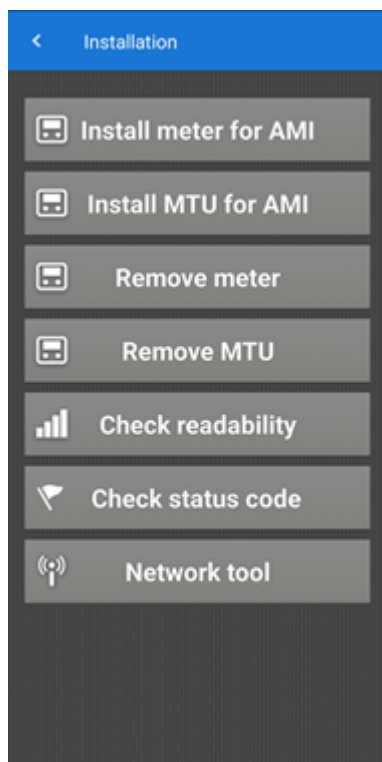 Installation
Install meter for AMI
Install MTU for AMI
Remove meter
Remove MTU
Check readability
Check status code
Network tool